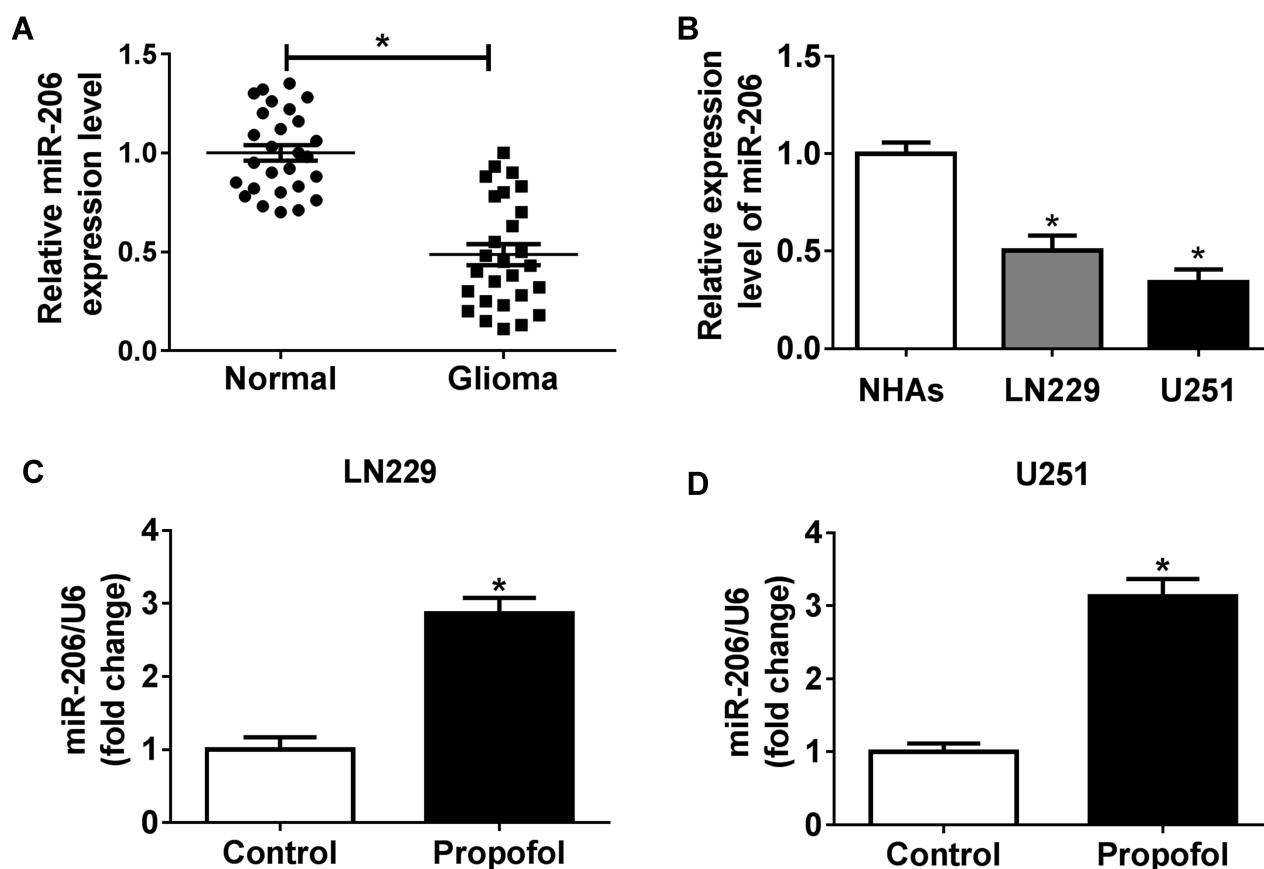 A
Relative miR-206
expression level
1.5
1.0
0.5
0.0
*
Normal
Glioma
B
Relative expression
level of miR-206
1.5
1.0
0.5
0.0
*
*
NHAs
LN229
U251
C
LN229
miR-206/U6
(fold change)
4
3
2
1
0
*
Control
Propofol
D
U251
miR-206/U6
(fold change)
4
3
2
1
0
*
Control
Propofol